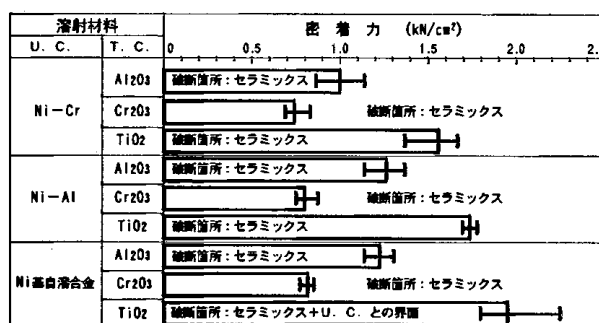 溶射材料 密着力 (kN/cm²)
U. C. T. C. 0 0.5 1.0 1.5 2.0 2.
Ni－Cr
Al₂O₃ 破断箇所：セラミックス
Cr₂O₃ 破断箇所：セラミックス
TiO₂ 破断箇所：セラミックス
Ni－Al
Al₂O₃ 破断箇所：セラミックス
Cr₂O₃ 破断箇所：セラミックス
TiO₂ 破断箇所：セラミックス
Ni基自溶合金
Al₂O₃ 破断箇所：セラミックス
Cr₂O₃ 破断箇所：セラミックス
TiO₂ 破断箇所：セラミックス＋U. C. との界面